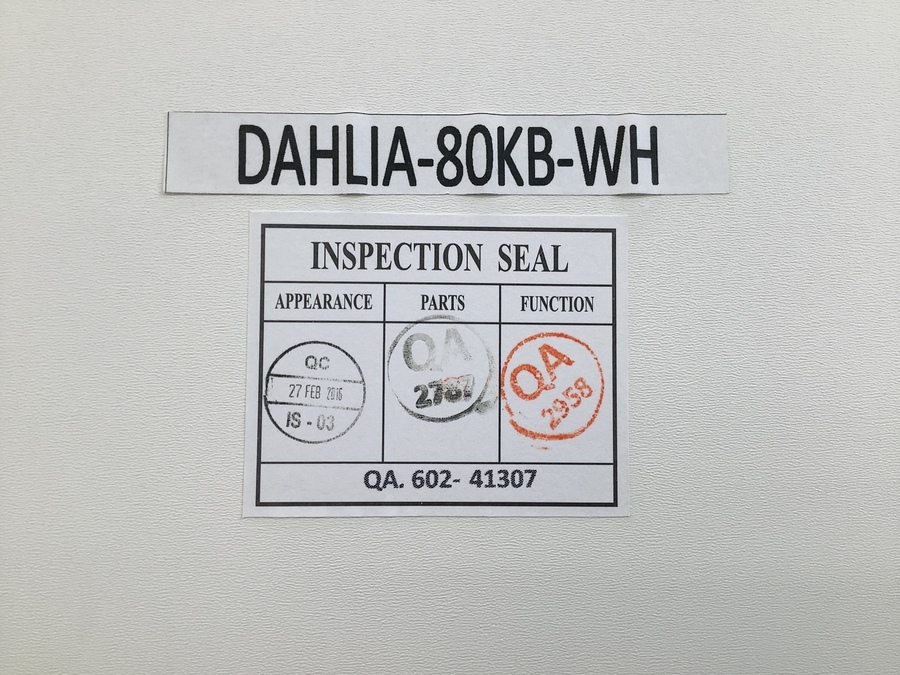 DAHLIA-80KB-WH
INSPECTION SEAL
APPEARANCE PARTS FUNCTION
QC
27 FEB 2016
IS - 03
QA
2787
QA
2958
QA. 602- 41307